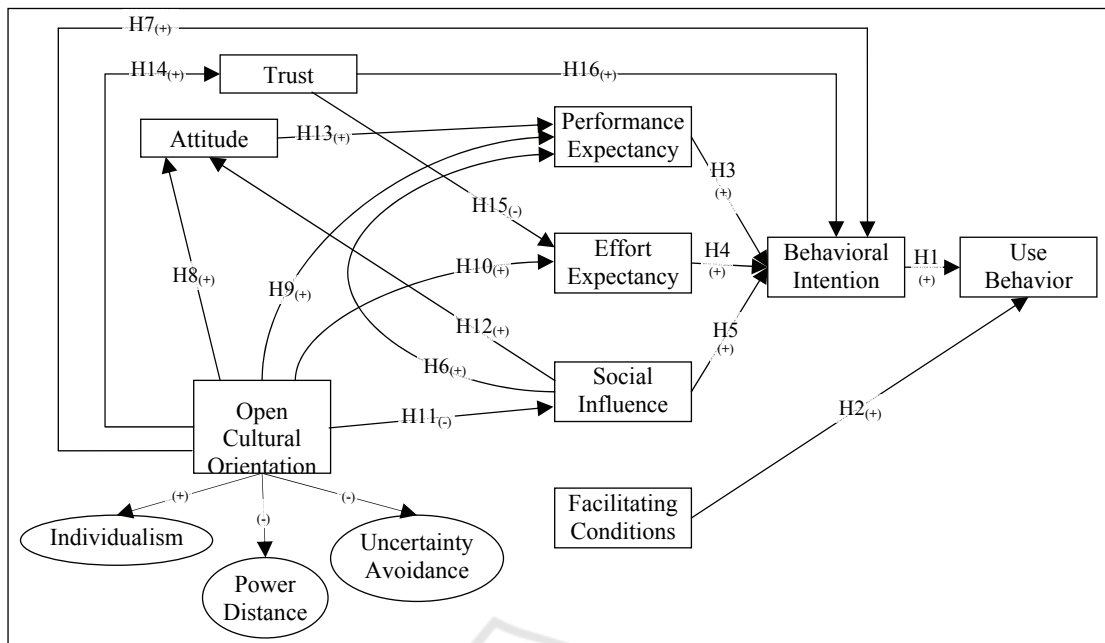 H7(+)
H14(+)
Trust
H16(+)
Attitude
H13(+)
Performance
Expectancy
H3
(+)
H15(-)
H8(+)
H9(+)
H10(+)
Effort
Expectancy
H4
(+)
Behavioral
Intention
H1
(+)
Use
Behavior
H12(+)
H6(+)
H5
(+)
Open
Cultural
Orientation
H11(-)
Social
Influence
H2(+)
(+)
(-)
(-)
Individualism
Power
Distance
Uncertainty
Avoidance
Facilitating
Conditions